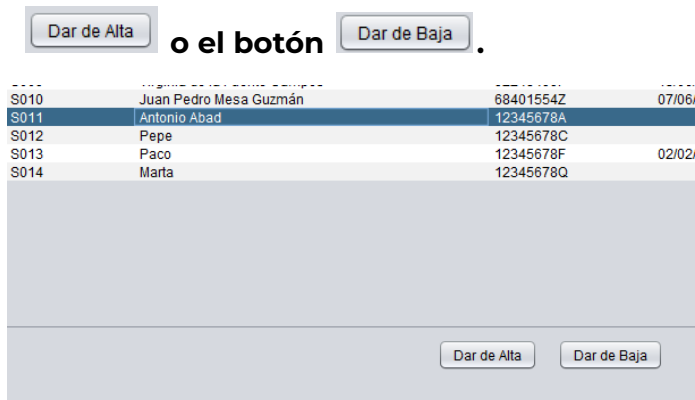 Dar de Alta o el botón Dar de Baja .
S010 Juan Pedro Mesa Guzmán 68401554Z 07/06/
S011 Antonio Abad 12345678A
S012 Pepe 12345678C
S013 Paco 12345678F 02/02/
S014 Marta 12345678Q
Dar de Alta Dar de Baja